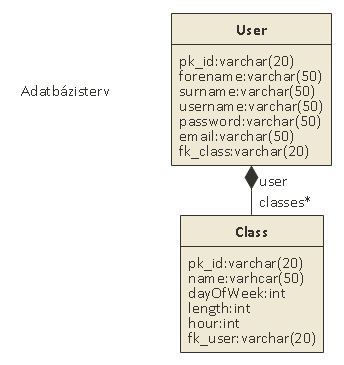 User
pk_id:varchar(20)
forename:varchar(50)
surname:varchar(50)
username:varchar(50)
password:varchar(50)
email:varchar(50)
fk_class:varchar(20)
Adatbázisterv
user
classes*
Class
pk_id:varchar(20)
name:varhcar(50)
dayOfWeek:int
length:int
hour:int
fk_user:varchar(20)